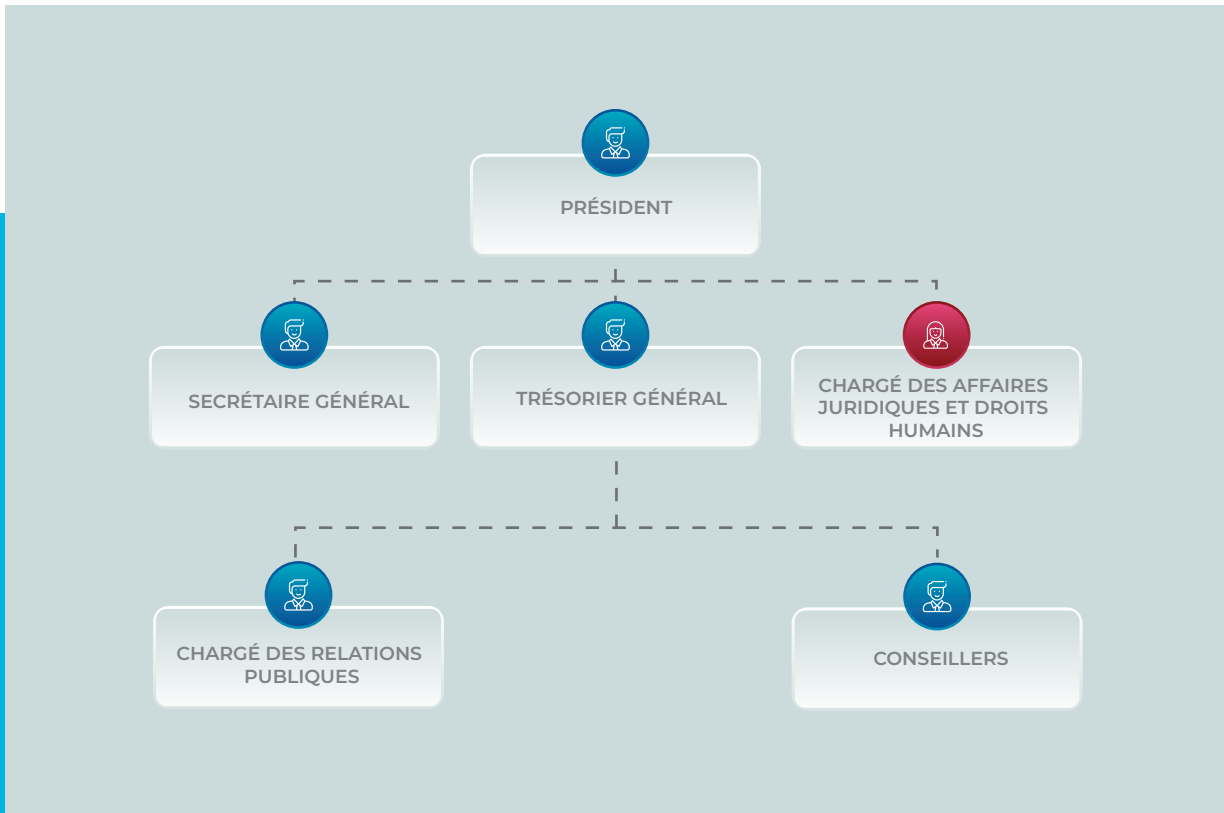 PRÉSIDENT
SECRÉTAIRE GÉNÉRAL
TRÉSORIER GÉNÉRAL
CHARGÉ DES AFFAIRES
JURIDIQUES ET DROITS
HUMAINS
CHARGÉ DES RELATIONS
PUBLIQUES
CONSEILLERS